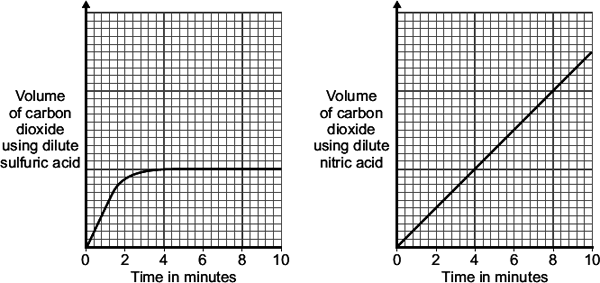 Volume
of carbon
dioxide
using dilute
sulfuric acid
0 2 4 6 8 10
Time in minutes
Volume
of carbon
dioxide
using dilute
nitric acid
0 2 4 6 8 10
Time in minutes